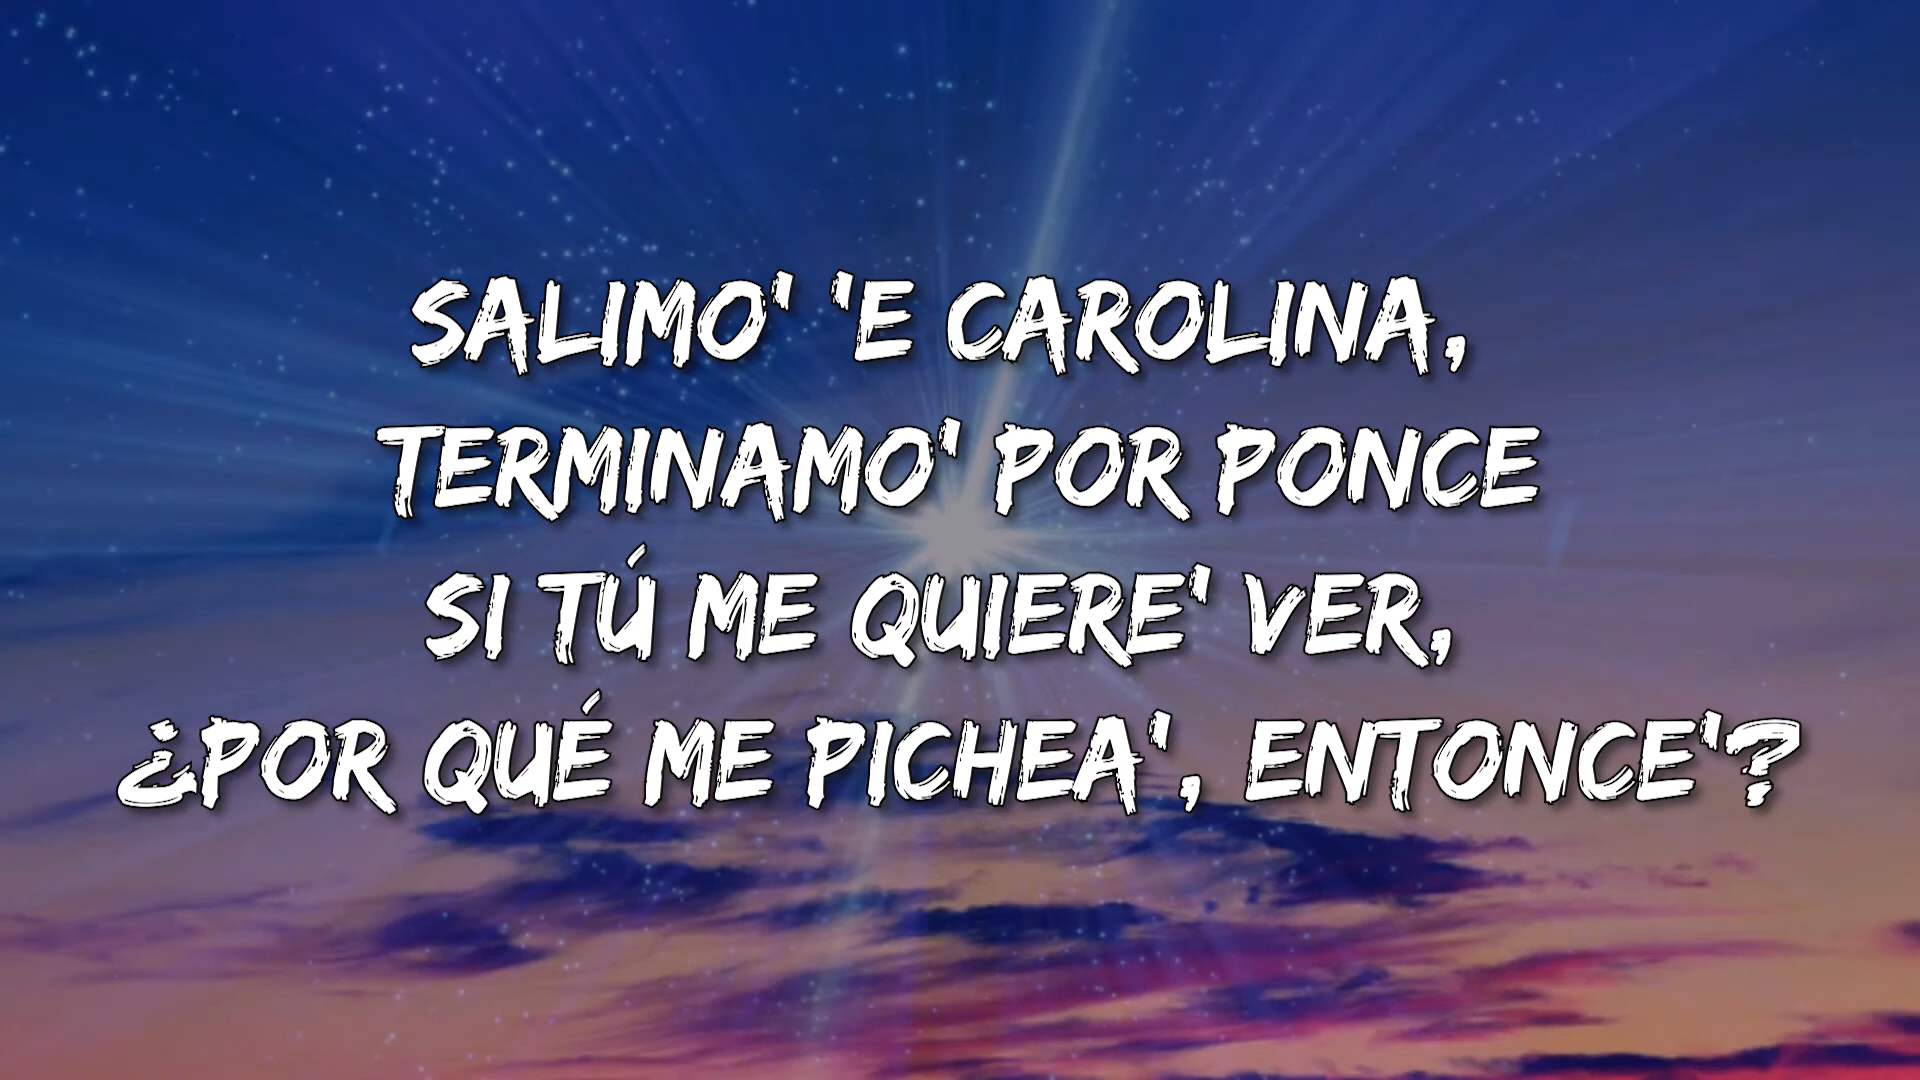 SALIMO' 'E CAROLINA,
TERMINAMO' POR PONCE
SI TÚ ME QUIERE' VER,
¿POR QUÉ ME PICHEA', ENTONCE'?